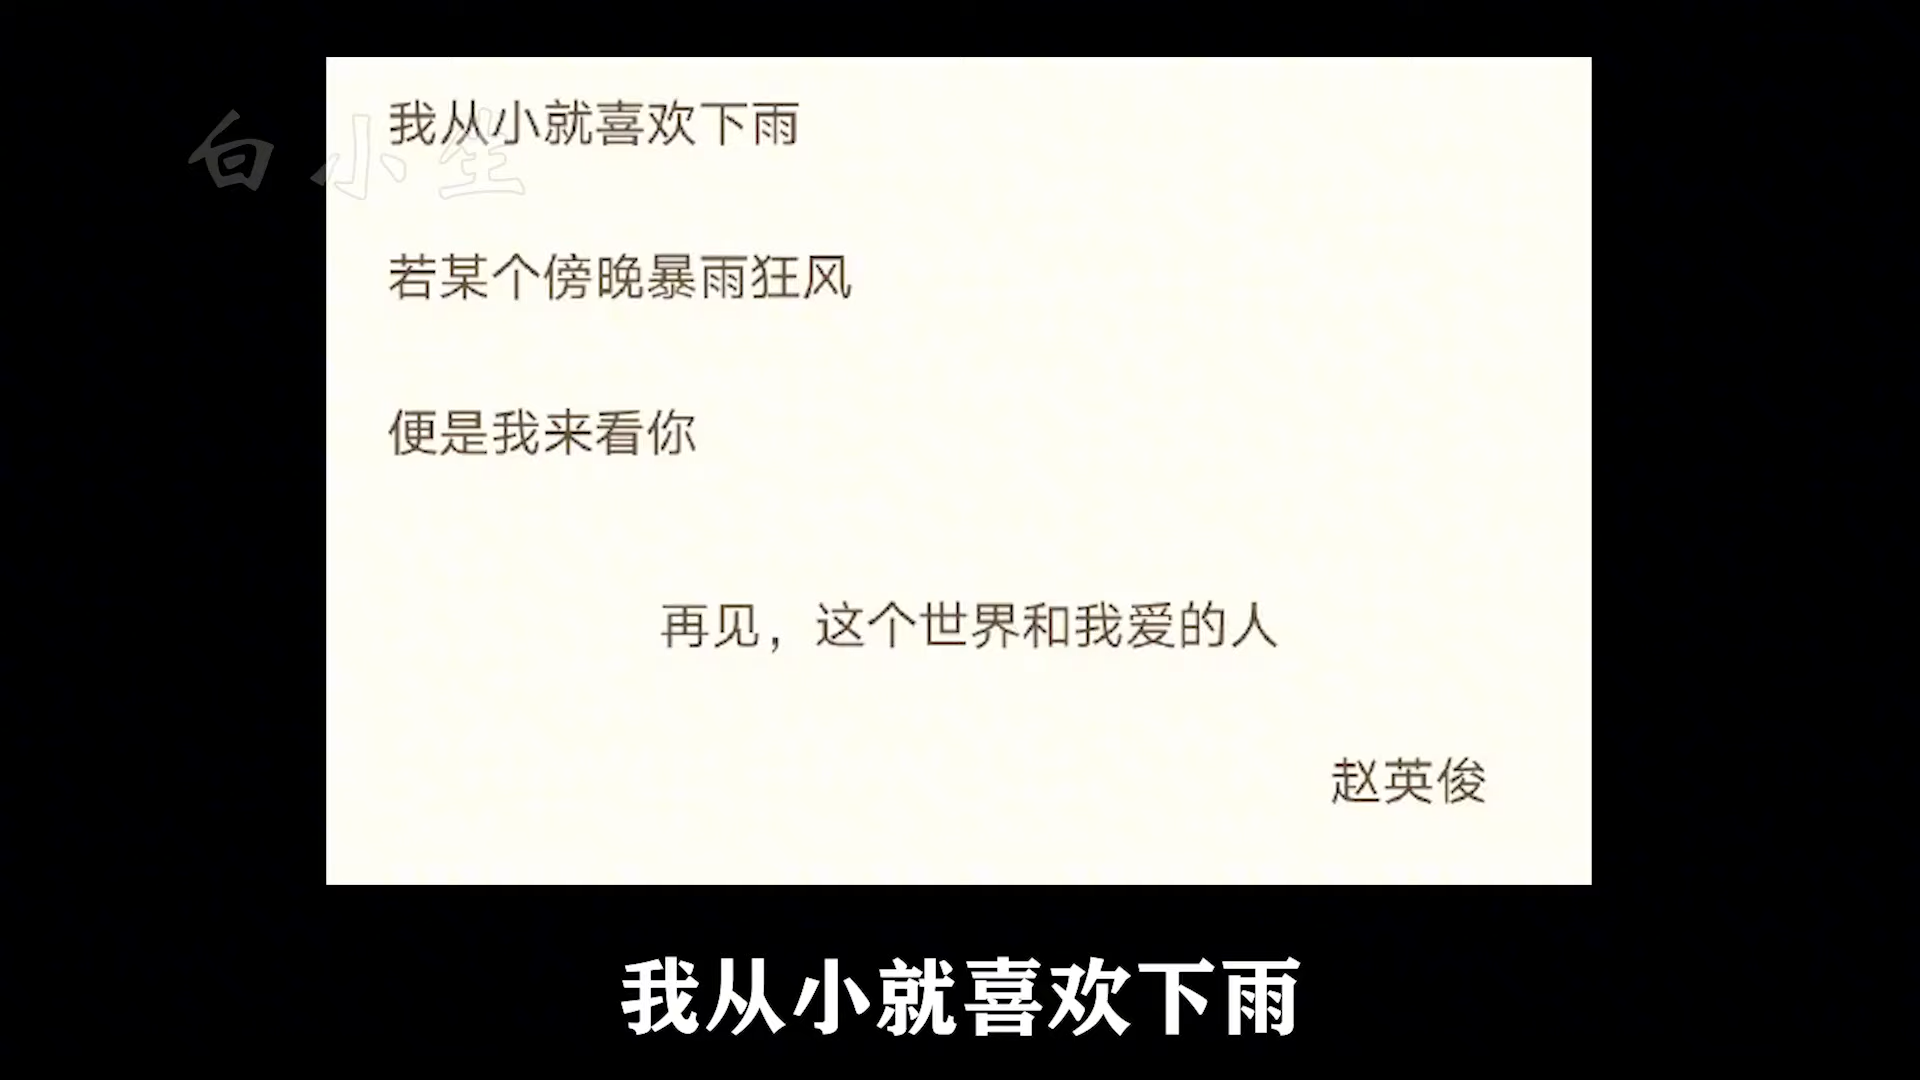 白小生
我从小就喜欢下雨
若某个傍晚暴雨狂风
便是我来看你
再见，这个世界和我爱的人
赵英俊
我从小就喜欢下雨